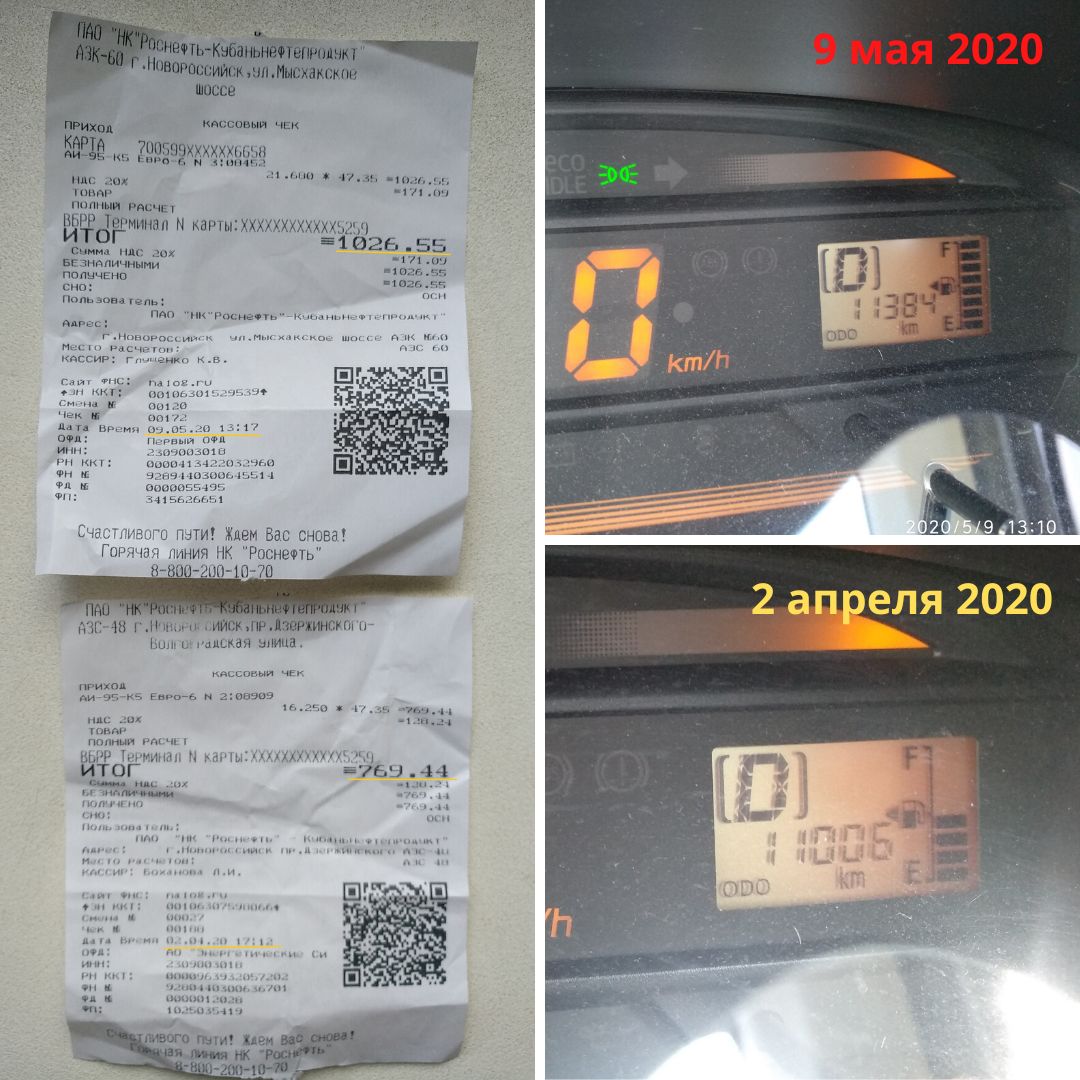 ПАО "НК"Роснефть-Кубаньнефтепродукт"
АЗК-60 г.Новороссийск,ул.Мысхакское
шоссе
КАССОВЫЙ ЧЕК
ПРИХОД
КАРТА 700599XXXXXX6658
АИ-95-К5 Евро-6 N 3:08452
21.680 * 47.35 =1026.55
НДС 20% =171.09
ТОВАР
ПОЛНЫЙ РАСЧЕТ
ВБРР Терминал N карты:XXXXXXXXXXXX5259
ИТОГ =1026.55
Сумма НДС 20% =171.09
БЕЗНАЛИЧНЫМИ =1026.55
ПОЛУЧЕНО =1026.55
СНО: ОСН
Пользователь:
ПАО "НК"Роснефть"-Кубаньнефтепродукт"
Адрес:
г.Новороссийск ул.Мысхакское шоссе АЗК №60
Место расчетов: АЗС 60
КАССИР: Глущенко К.В.
Сайт ФНС: nalog.ru
ЗН ККТ: 00106301529539
Смена № 00120
Чек № 00172
Дата Время 09.05.20 13:17
ОФД: Первый ОФД
ИНН: 2309003018
РН ККТ: 0000413422032960
ФН № 9289440300645514
ФД № 0000055495
ФП: 3415626651
Счастливого пути! Ждем Вас снова!
Горячая линия НК "Роснефть"
8-800-200-10-70
ПАО "НК"Роснефть-Кубаньнефтепродукт"
АЗС-48 г.Новороссийск,пр.Дзержинского-
Волгоградская улица.
КАССОВЫЙ ЧЕК
ПРИХОД
АИ-95-К5 Евро-6 N 2:08909
16.250 * 47.35 =769.44
НДС 20% =128.24
ТОВАР
ПОЛНЫЙ РАСЧЕТ
ВБРР Терминал N карты:XXXXXXXXXXXX5259
ИТОГ =769.44
Сумма НДС 20% =128.24
БЕЗНАЛИЧНЫМИ =769.44
ПОЛУЧЕНО =769.44
СНО: ОСН
Пользователь:
ПАО "НК "Роснефть" - Кубаньнефтепродукт"
Адрес: г.Новороссийск пр.Дзержинского АЗС-48
Место расчетов: АЗС 48
КАССИР: Боханова Л.И.
Сайт ФНС: nalog.ru
ЗН ККТ: 00106307590066
Смена № 00027
Чек № 00188
Дата Время 02.04.20 17:12
ОФД: АО "Энергетические Си
ИНН: 2309003018
РН ККТ: 0000963932057202
ФН № 9280440300636701
ФД № 0000012028
ФП: 1025035419
Счастливого пути! Ждем Вас снова!
Горячая линия НК "Роснефть"
8-800-200-10-70
9 мая 2020
eco
IDLE
0 km/h
D
F
11384
km
ODO
E
2020/5/9 13:10
2 апреля 2020
D
F
11006
km
ODO
E
/h